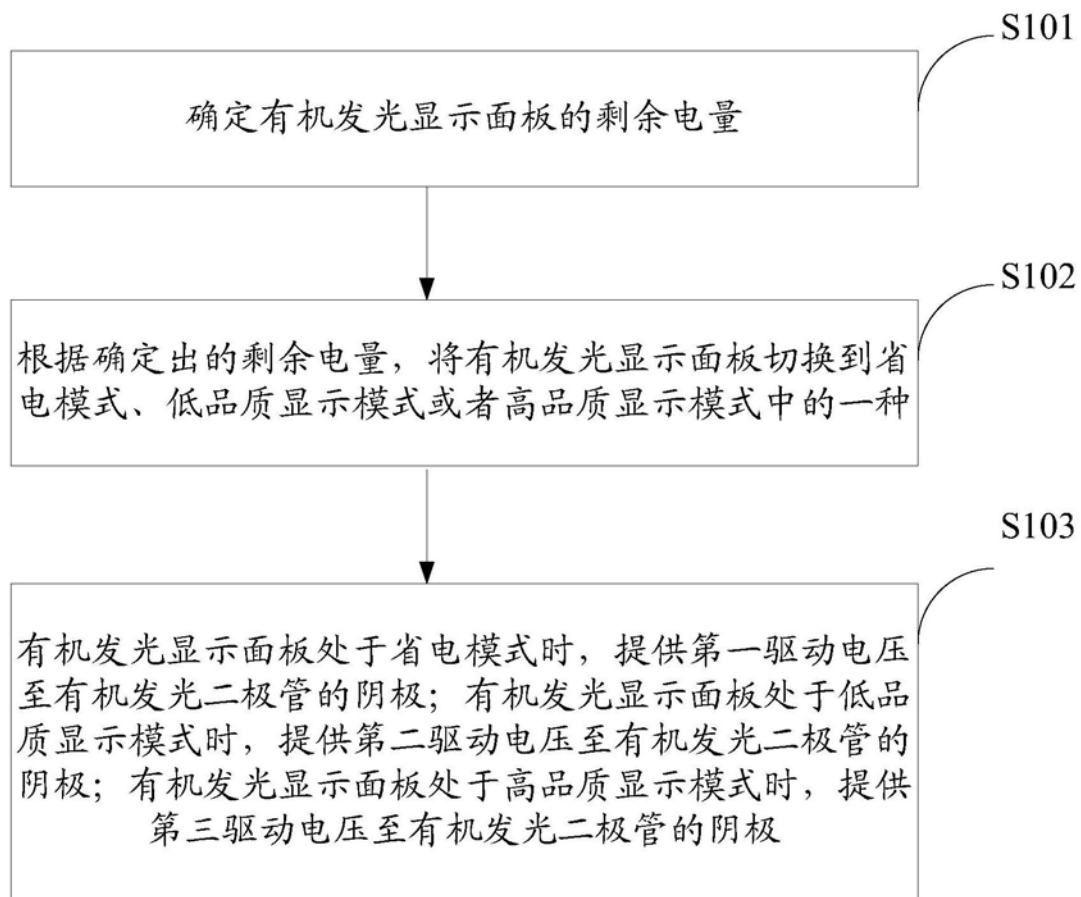 S101
确定有机发光显示面板的剩余电量
S102
根据确定出的剩余电量，将有机发光显示面板切换到省
电模式、低品质显示模式或者高品质显示模式中的一种
S103
有机发光显示面板处于省电模式时，提供第一驱动电压
至有机发光二极管的阴极；有机发光显示面板处于低品
质显示模式时，提供第二驱动电压至有机发光二极管的
阴极；有机发光显示面板处于高品质显示模式时，提供
第三驱动电压至有机发光二极管的阴极